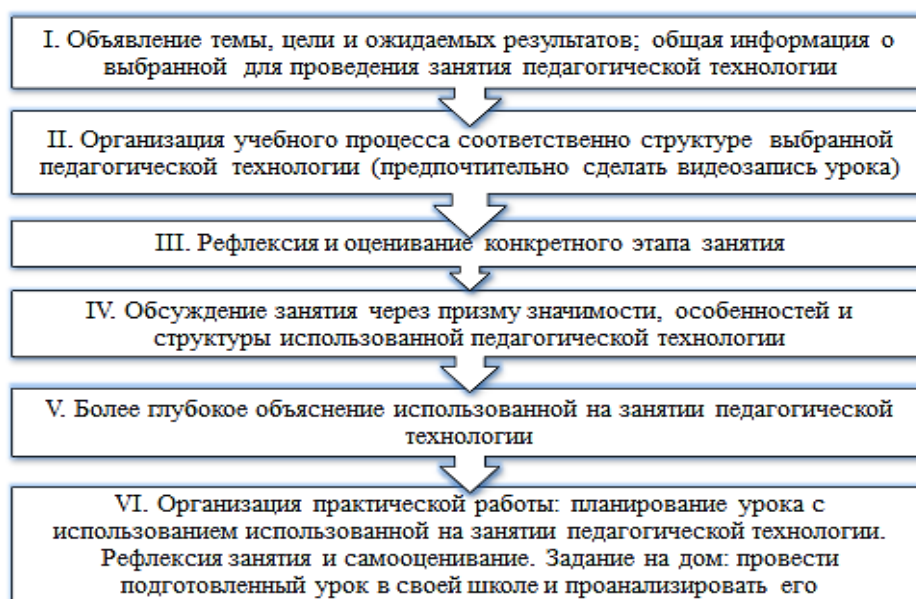 I. Объявление темы, цели и ожидаемых результатов; общая информация о
выбранной для проведения занятия педагогической технологии
II. Организация учебного процесса соответственно структуре выбранной
педагогической технологии (предпочтительно сделать видеозапись урока)
III. Рефлексия и оценивание конкретного этапа занятия
IV. Обсуждение занятия через призму значимости, особенностей и
структуры использованной педагогической технологии
V. Более глубокое объяснение использованной на занятии педагогической
технологии
VI. Организация практической работы: планирование урока с
использованием использованной на занятии педагогической технологии.
Рефлексия занятия и самооценивание. Задание на дом: провести
подготовленный урок в своей школе и проанализировать его